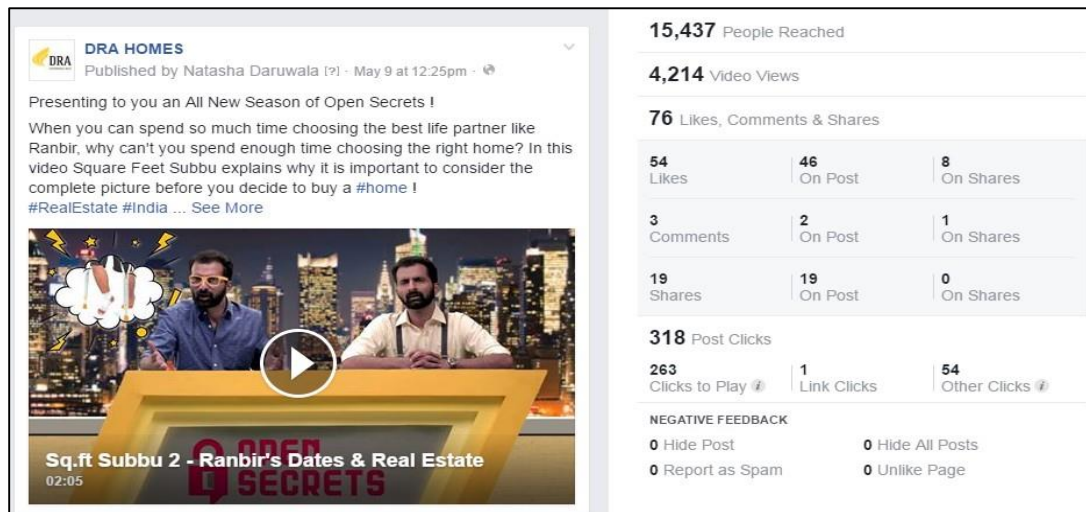 DRA
DRA HOMES
Published by Natasha Daruwala [?] · May 9 at 12:25pm ·
Presenting to you an All New Season of Open Secrets !
When you can spend so much time choosing the best life partner like
Ranbir, why can't you spend enough time choosing the right home? In this
video Square Feet Subbu explains why it is important to consider the
complete picture before you decide to buy a #home !
#RealEstate #India ... See More
OPEN
SECRETS
Sq.ft Subbu 2 - Ranbir's Dates & Real Estate
02:05
15,437 People Reached
4,214 Video Views
76 Likes, Comments & Shares
54 46 8
Likes On Post On Shares
3 2 1
Comments On Post On Shares
19 19 0
Shares On Post On Shares
318 Post Clicks
263 1 54
Clicks to Play i Link Clicks Other Clicks i
NEGATIVE FEEDBACK
0 Hide Post 0 Hide All Posts
0 Report as Spam 0 Unlike Page